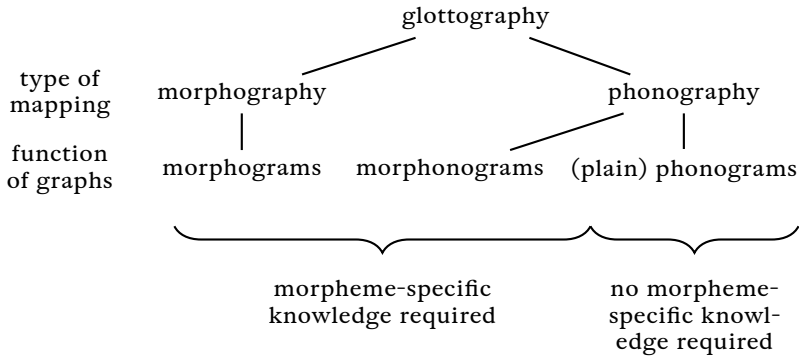 glottography
type of
mapping
morphography
phonography
function
of graphs
morphograms
morphonograms
(plain) phonograms
morpheme-specific
knowledge required
no morpheme-
specific knowl-
edge required